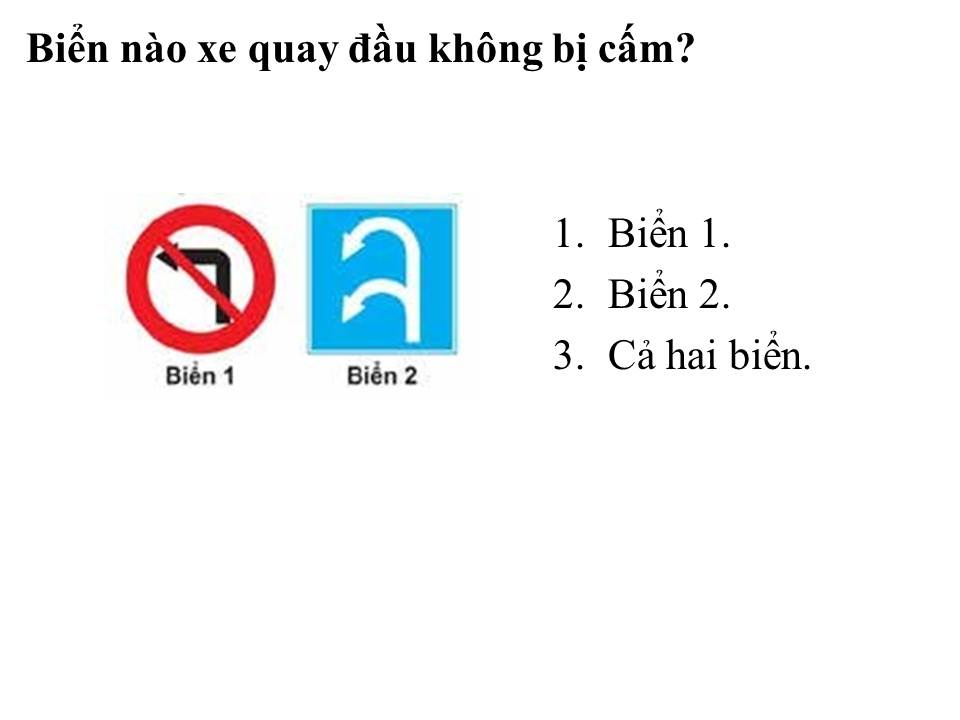 Biển nào xe quay đầu không bị cấm?
1. Biển 1.
2. Biển 2.
3. Cả hai biển.
Biển 1
Biển 2